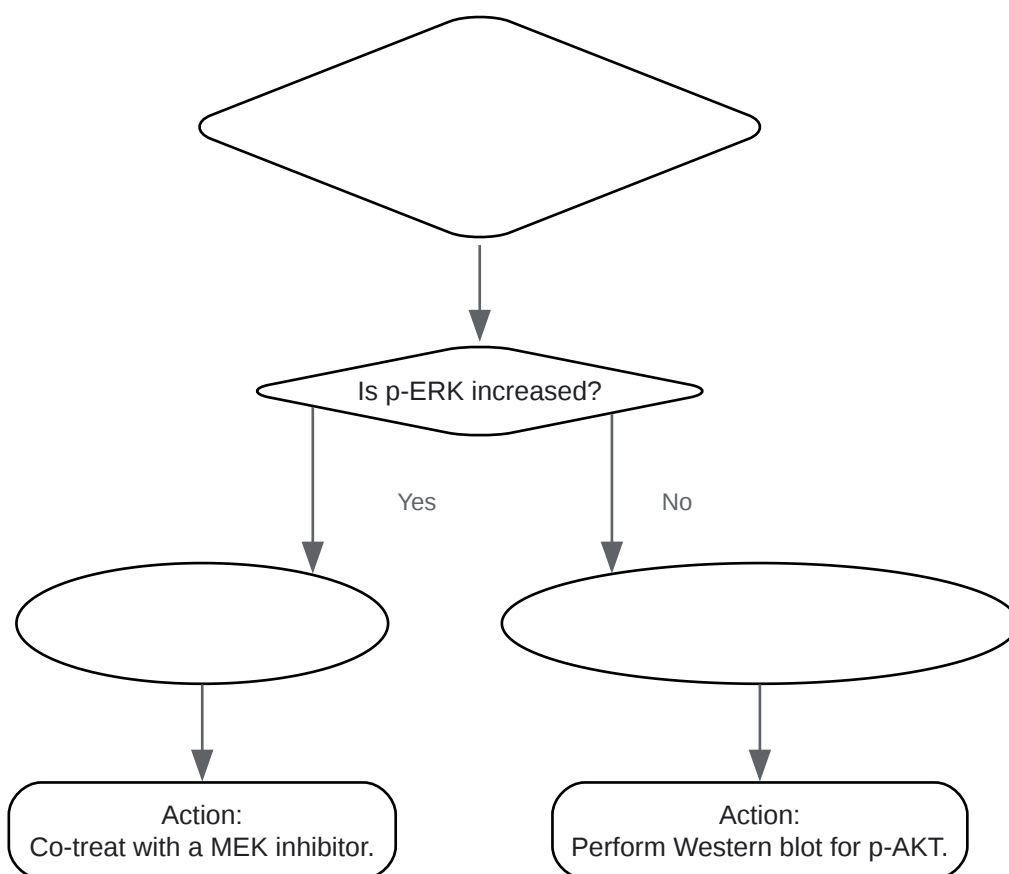 Is p-ERK increased?
Yes
No
Action:
Co-treat with a MEK inhibitor.
Action:
Perform Western blot for p-AKT.